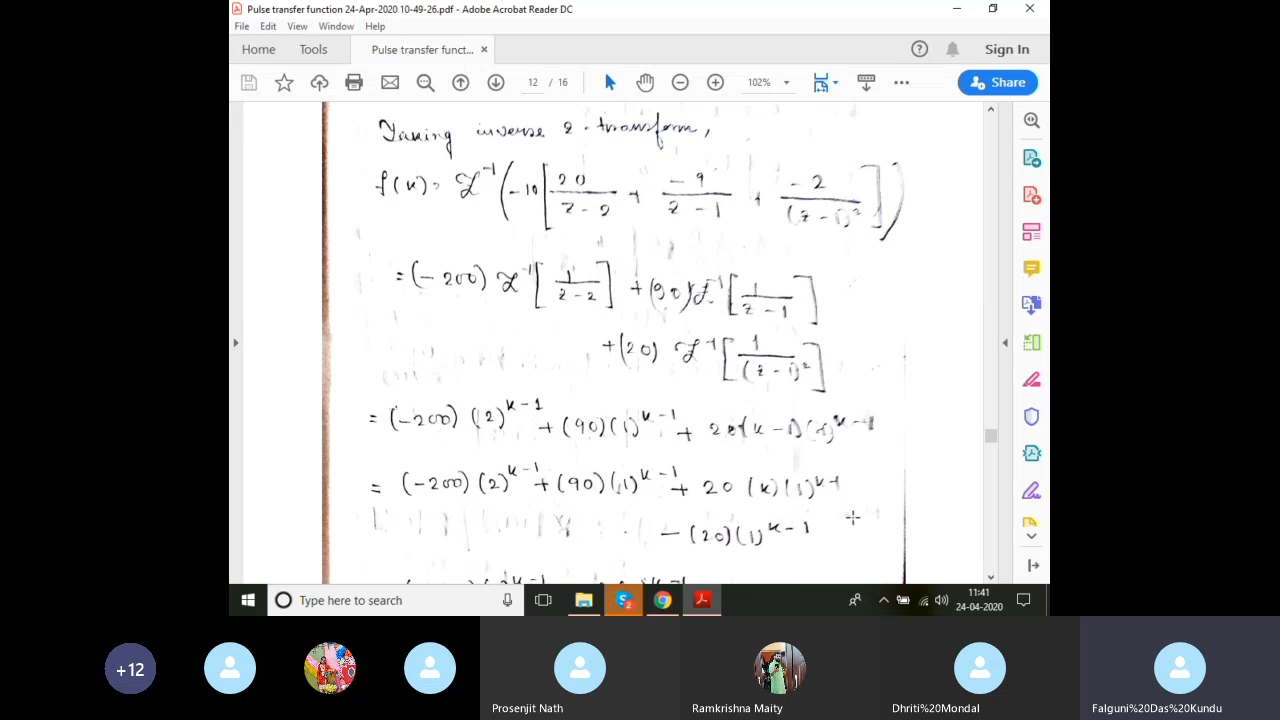 Pulse transfer function 24-Apr-2020 10-49-26.pdf - Adobe Acrobat Reader DC
File Edit View Window Help
Home Tools Pulse transfer funct... × Sign In
12 / 16 102% Share
Taking inverse z-transform,
f(k) = Z⁻¹(-10[20/(z-2) + -9/(z-1) + -2/(z-1)²])
= (-200) Z⁻¹[1/(z-2)] + (90) Z⁻¹[1/(z-1)]
+ (20) Z⁻¹[1/(z-1)²]
= (-200) (2)^(k-1) + (90) (1)^(k-1) + 20 (k-1) (1)^(k-1)
= (-200) (2)^(k-1) + (90) (1)^(k-1) + 20 (k) (1)^(k-1)
- (20) (1)^(k-1)
Type here to search
11:41
24-04-2020
+12
Prosenjit Nath
Ramkrishna Maity
Dhriti%20Mondal
Falguni%20Das%20Kundu